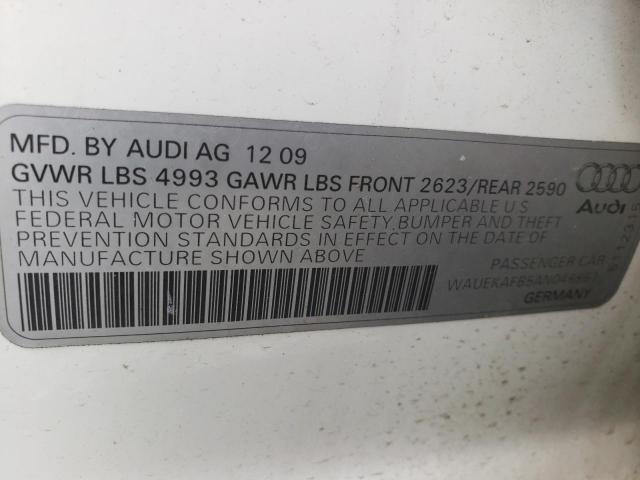 MFD. BY AUDI AG 12 09
GVWR LBS 4993 GAWR LBS FRONT 2623/REAR 2590
THIS VEHICLE CONFORMS TO ALL APPLICABLE U S
FEDERAL MOTOR VEHICLE SAFETY, BUMPER AND THEFT
PREVENTION STANDARDS IN EFFECT ON THE DATE OF
MANUFACTURE SHOWN ABOVE
Audi
PASSENGER CAR
GERMANY